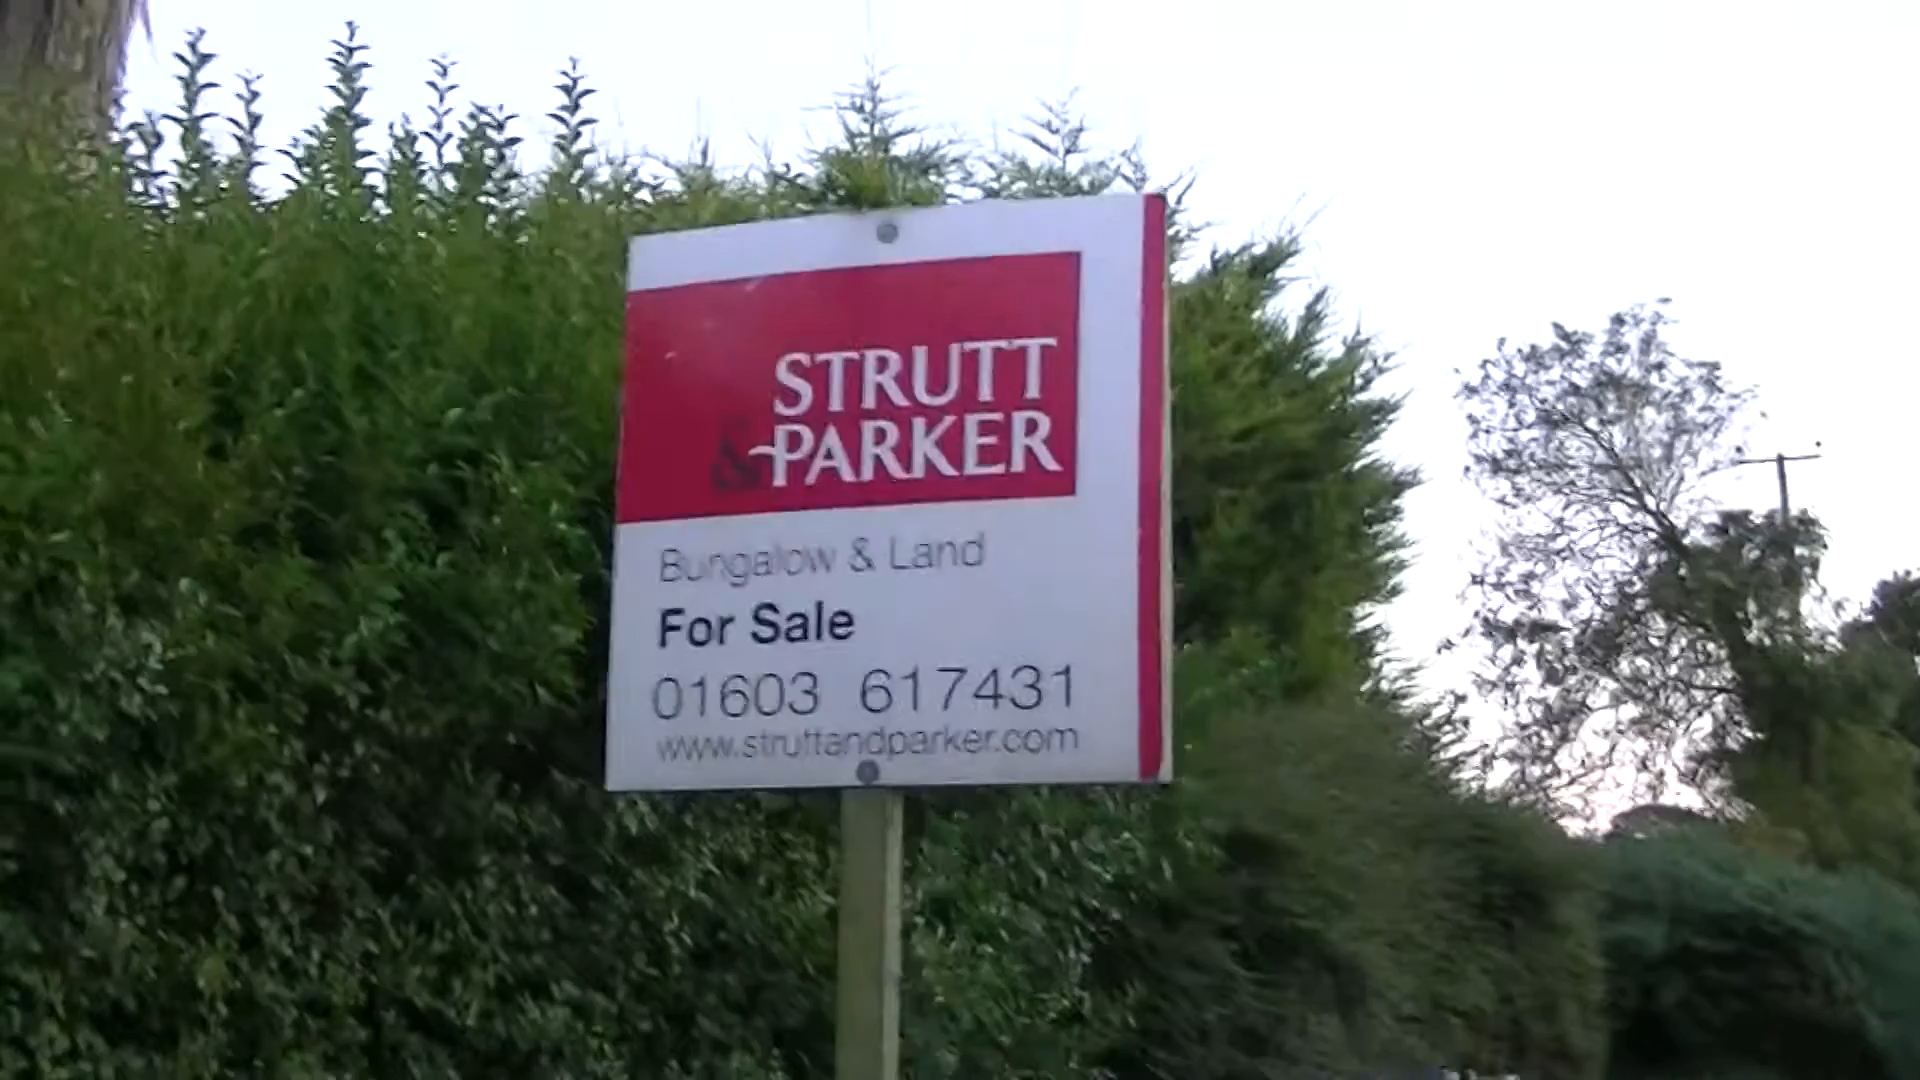 STRUTT
&PARKER
Bungalow & Land
For Sale
01603 617431
www.struttandparker.com